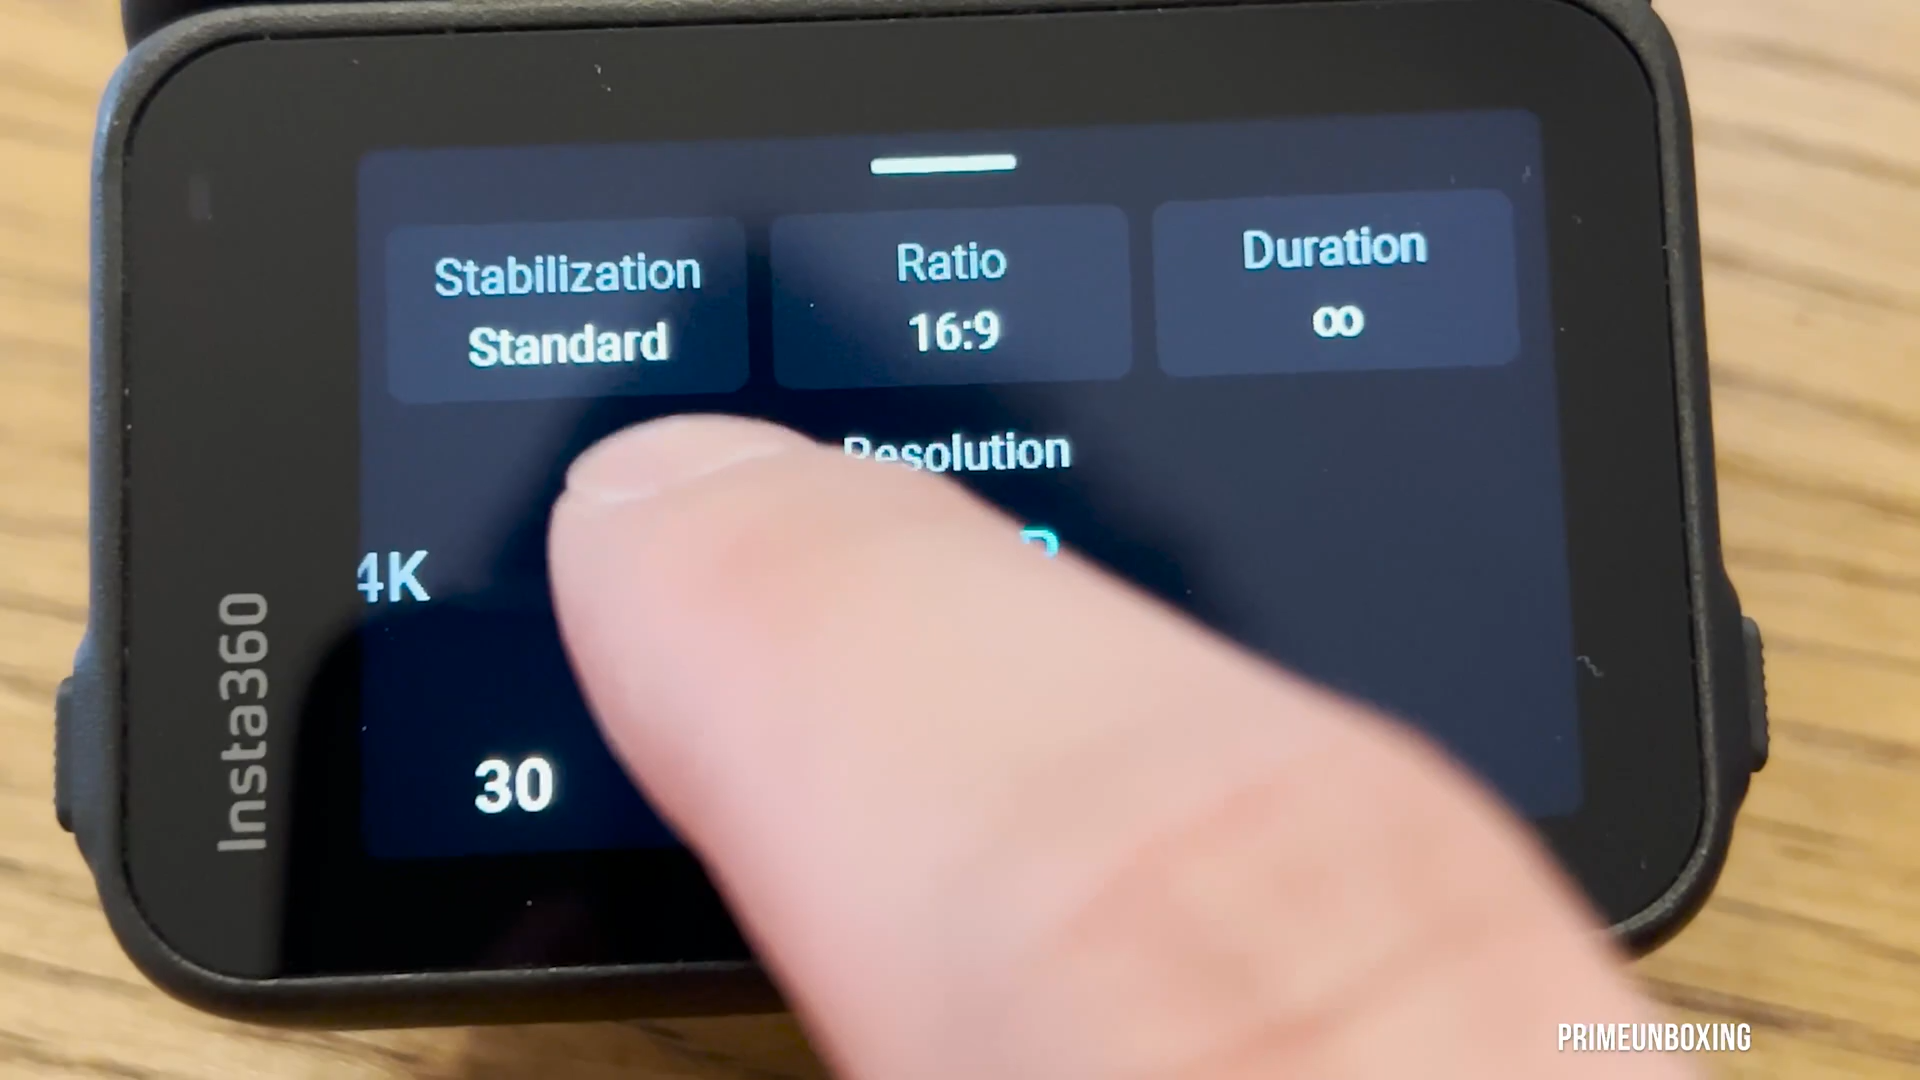 Stabilization
Standard
Ratio
16:9
Duration
∞
Resolution
4K
30
Insta360
PRIMEUNBOXING